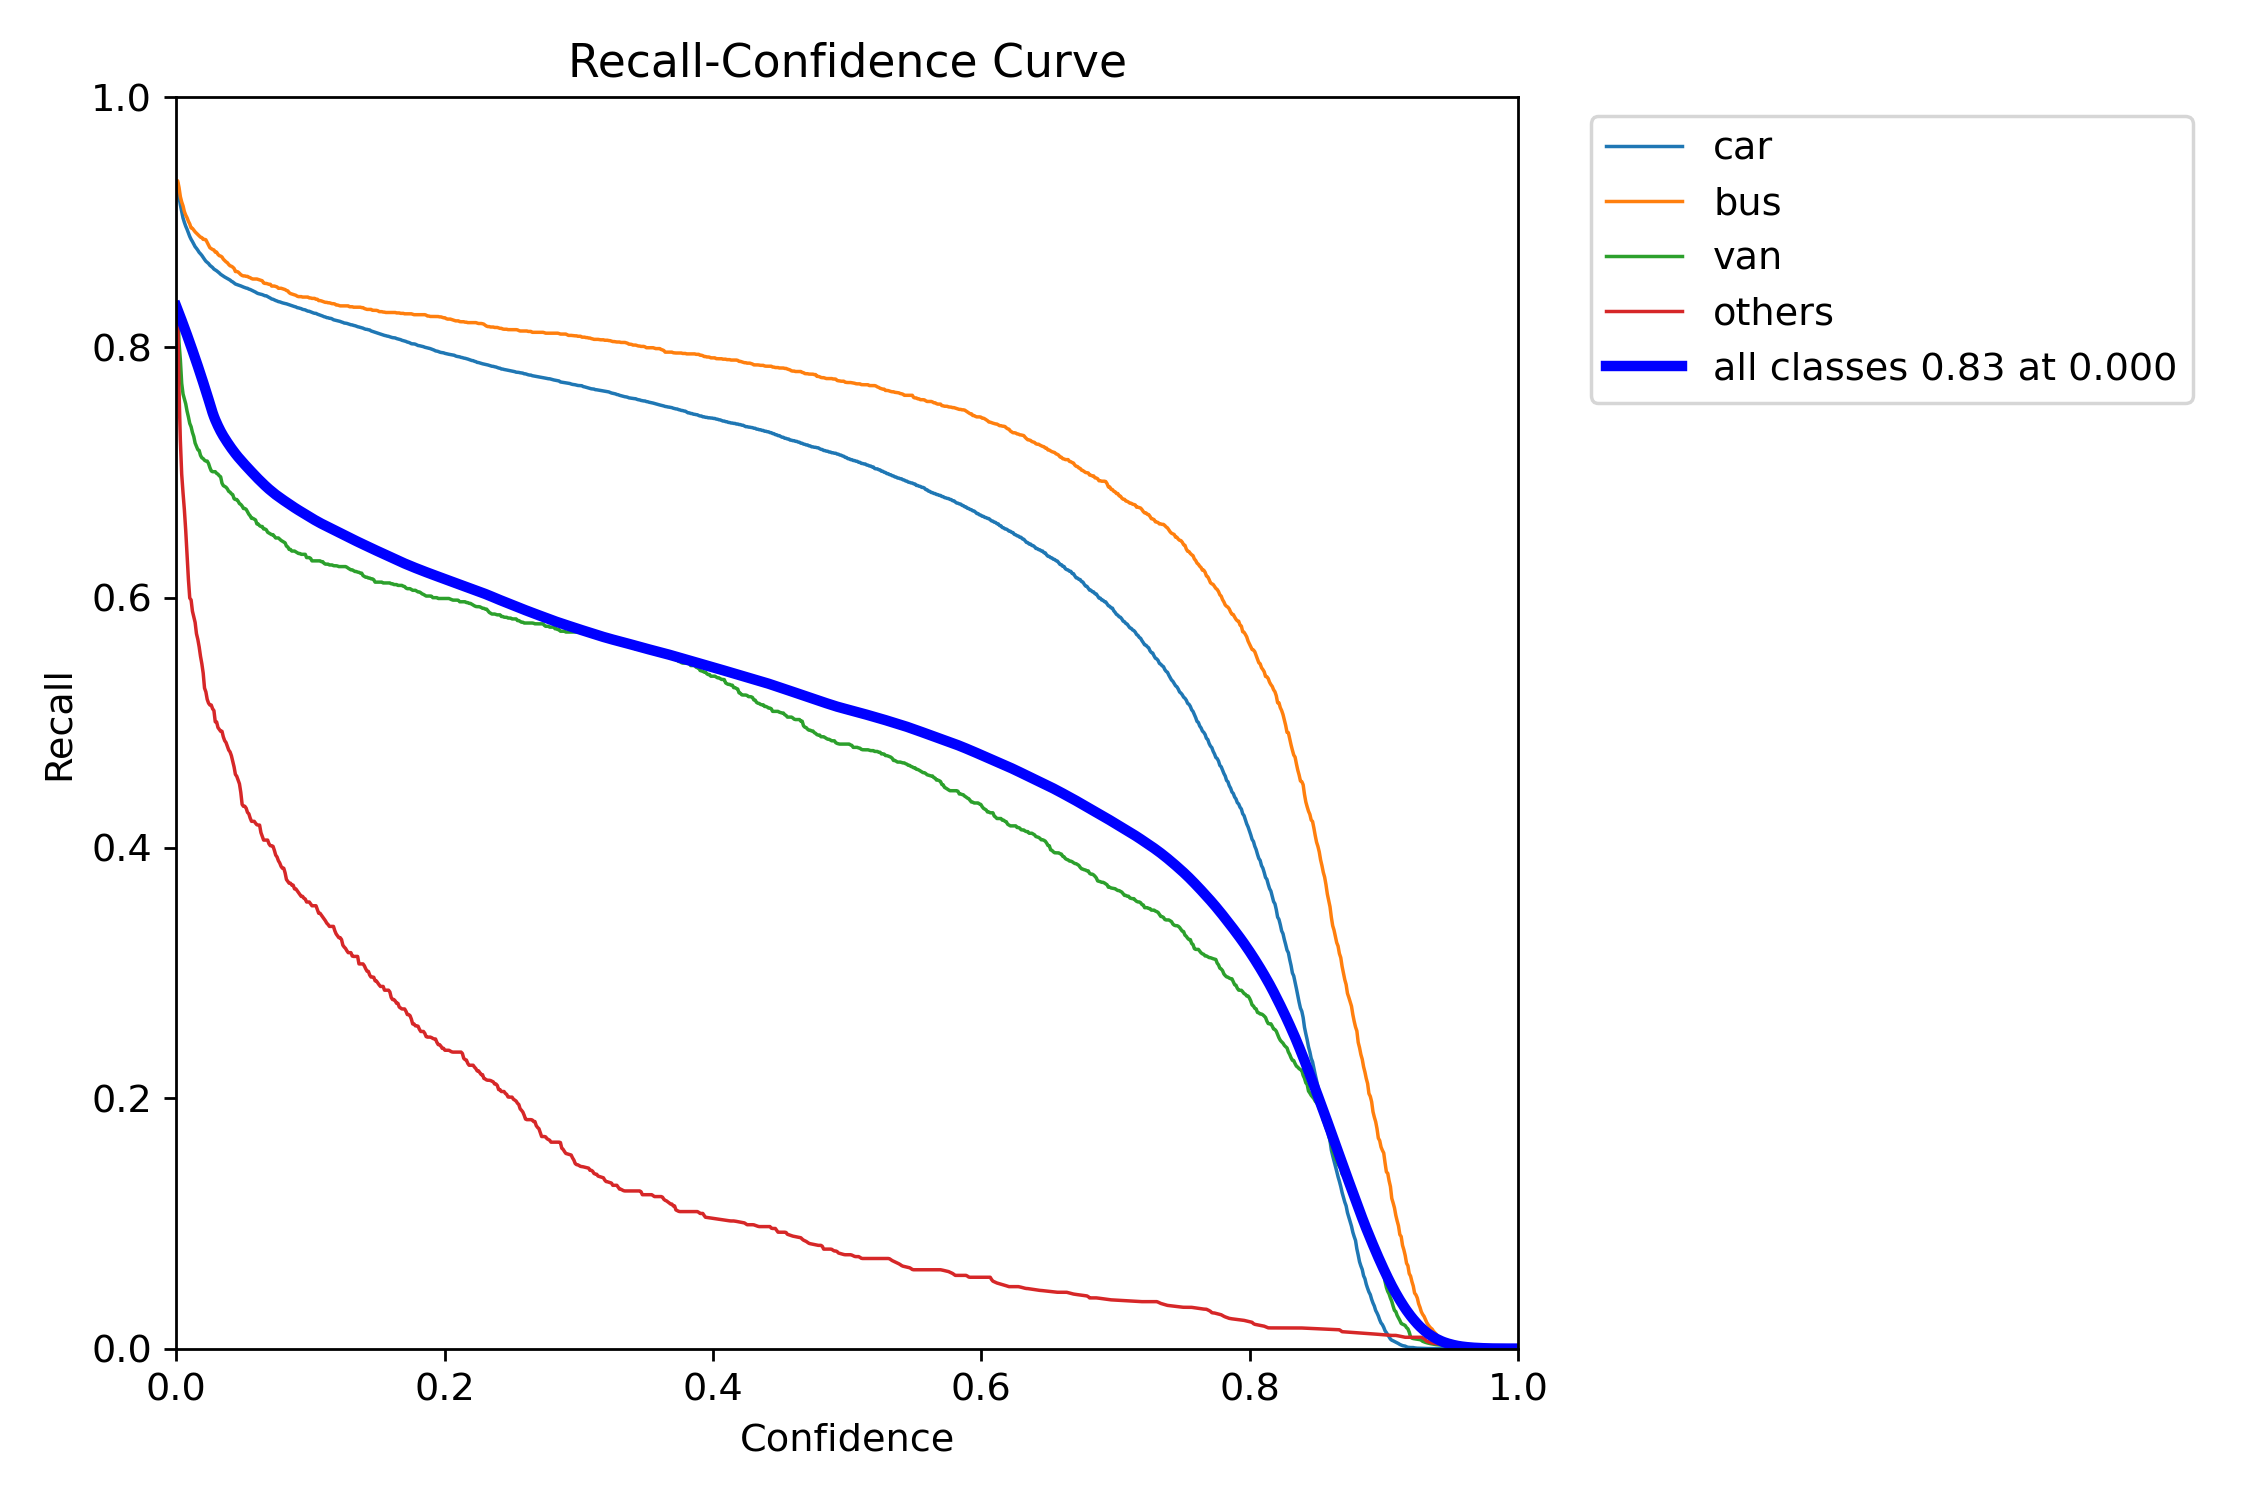 Recall-Confidence Curve
1.0
0.8
0.6
0.4
0.2
0.0
Recall
0.0 0.2 0.4 0.6 0.8 1.0
Confidence
car
bus
van
others
all classes 0.83 at 0.000